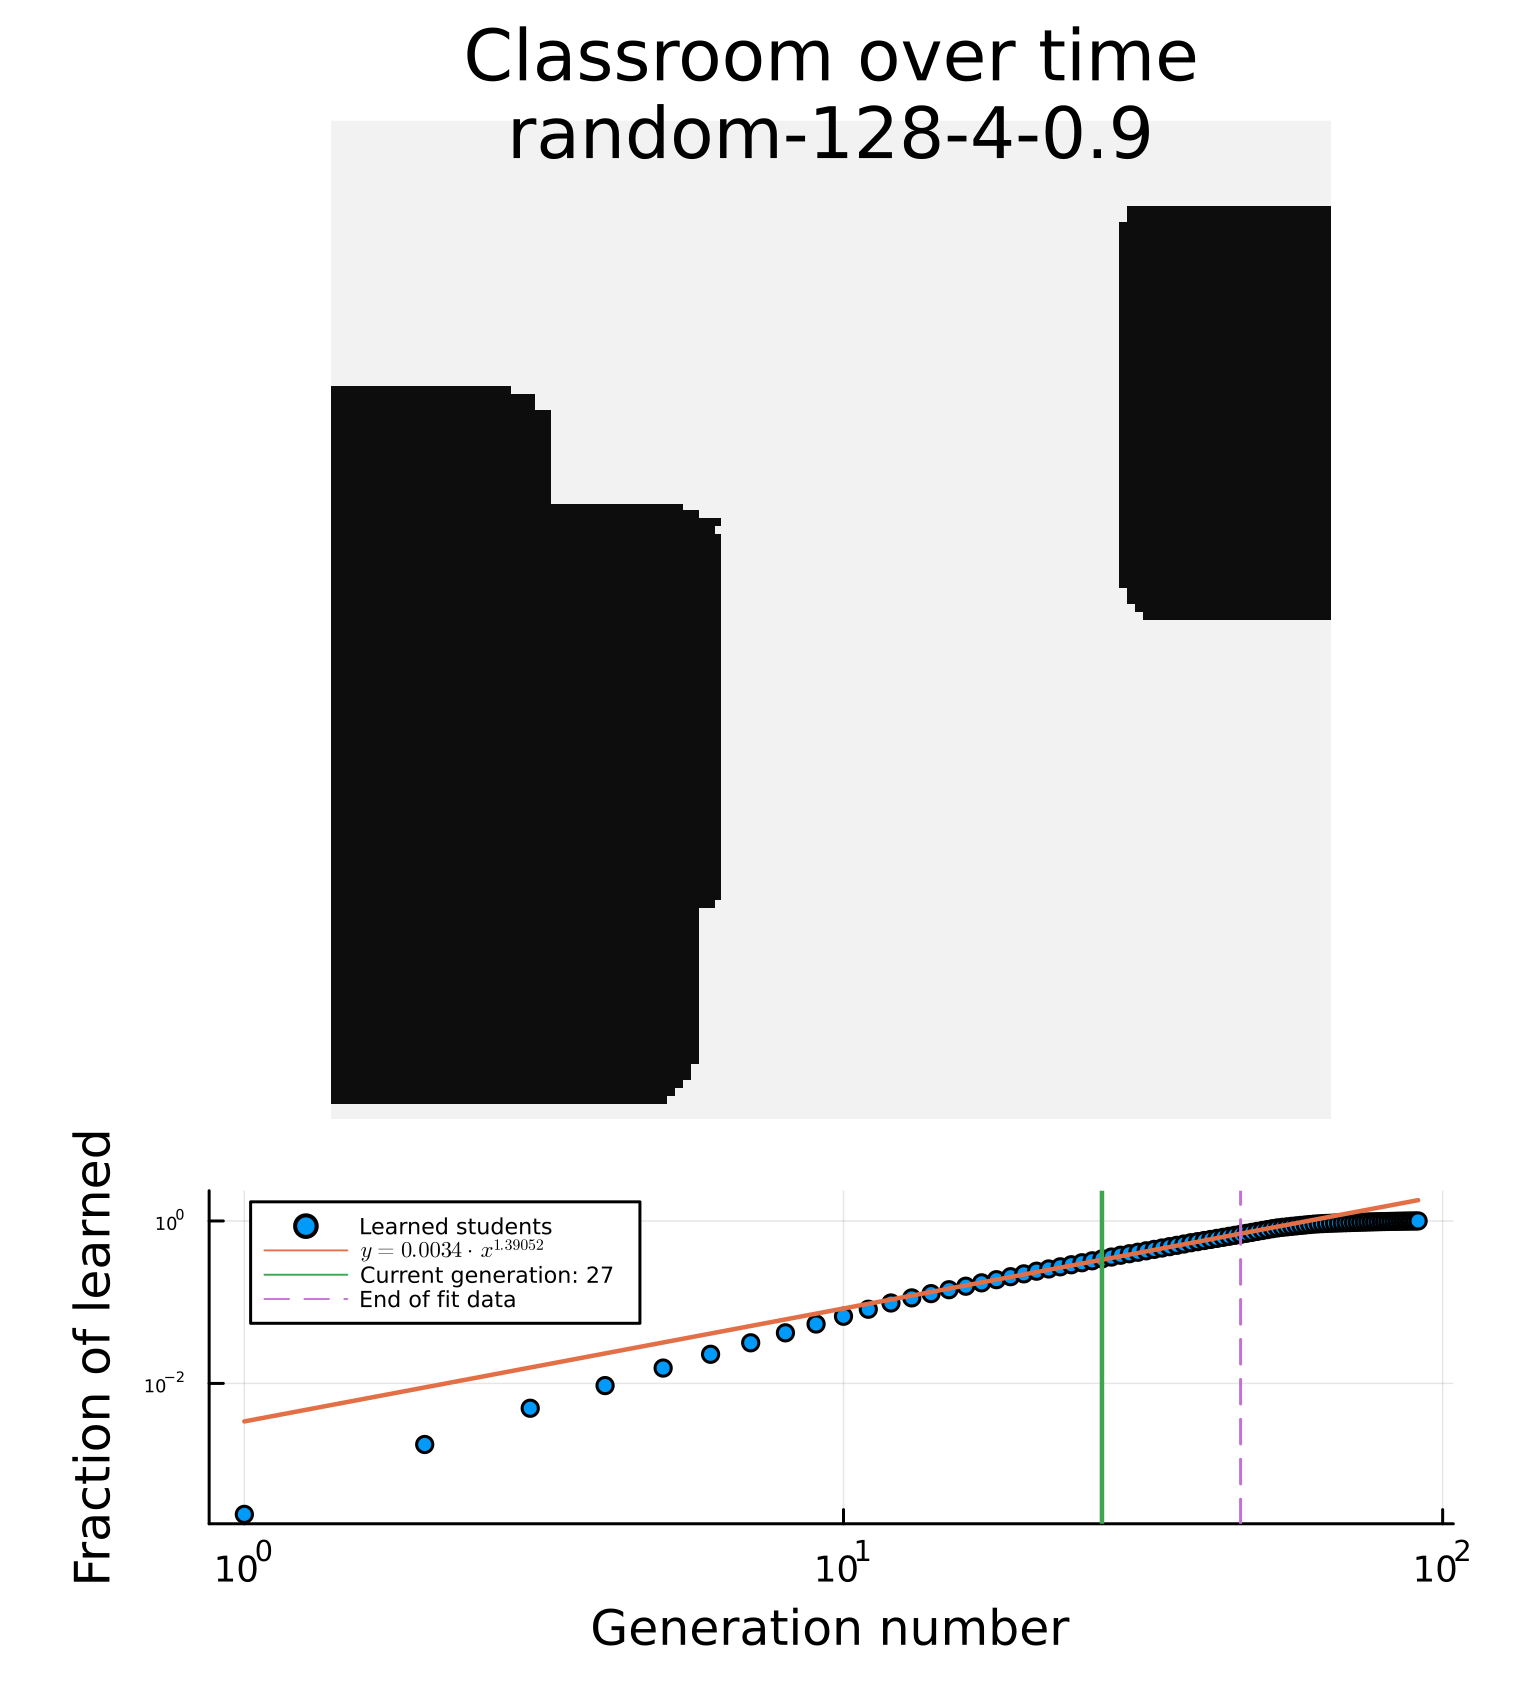 Classroom over time
random-128-4-0.9
Fraction of learned
10^0
10^-2
Learned students
y = 0.0034 · x^1.39052
Current generation: 27
End of fit data
10^0
10^1
10^2
Generation number